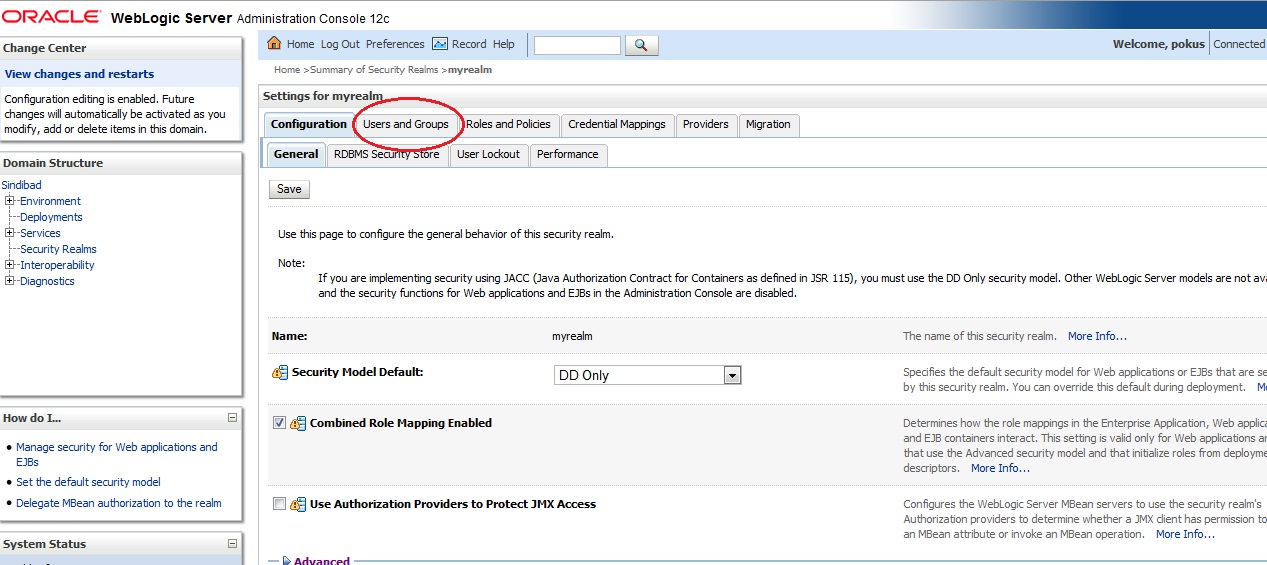 ORACLE WebLogic Server Administration Console 12c
Change Center
View changes and restarts
Configuration editing is enabled. Future
changes will automatically be activated as you
modify, add or delete items in this domain.
Domain Structure
Sindibad
Environment
Deployments
Services
Security Realms
Interoperability
Diagnostics
How do I...
Manage security for Web applications and
EJBs
Set the default security model
Delegate MBean authorization to the realm
System Status
Home Log Out Preferences Record Help
Welcome, pokus Connected
Home >Summary of Security Realms >myrealm
Settings for myrealm
Configuration Users and Groups Roles and Policies Credential Mappings Providers Migration
General RDBMS Security Store User Lockout Performance
Save
Use this page to configure the general behavior of this security realm.
Note:
If you are implementing security using JACC (Java Authorization Contract for Containers as defined in JSR 115), you must use the DD Only security model. Other WebLogic Server models are not ava
and the security functions for Web applications and EJBs in the Administration Console are disabled.
Name: myrealm The name of this security realm. More Info...
Security Model Default: DD Only Specifies the default security model for Web applications or EJBs that are se
by this security realm. You can override this default during deployment. Mo
Combined Role Mapping Enabled Determines how the role mappings in the Enterprise Application, Web applica
and EJB containers interact. This setting is valid only for Web applications an
that use the Advanced security model and that initialize roles from deployme
descriptors. More Info...
Use Authorization Providers to Protect JMX Access Configures the WebLogic Server MBean servers to use the security realm's
Authorization providers to determine whether a JMX client has permission to
an MBean attribute or invoke an MBean operation. More Info...
Advanced